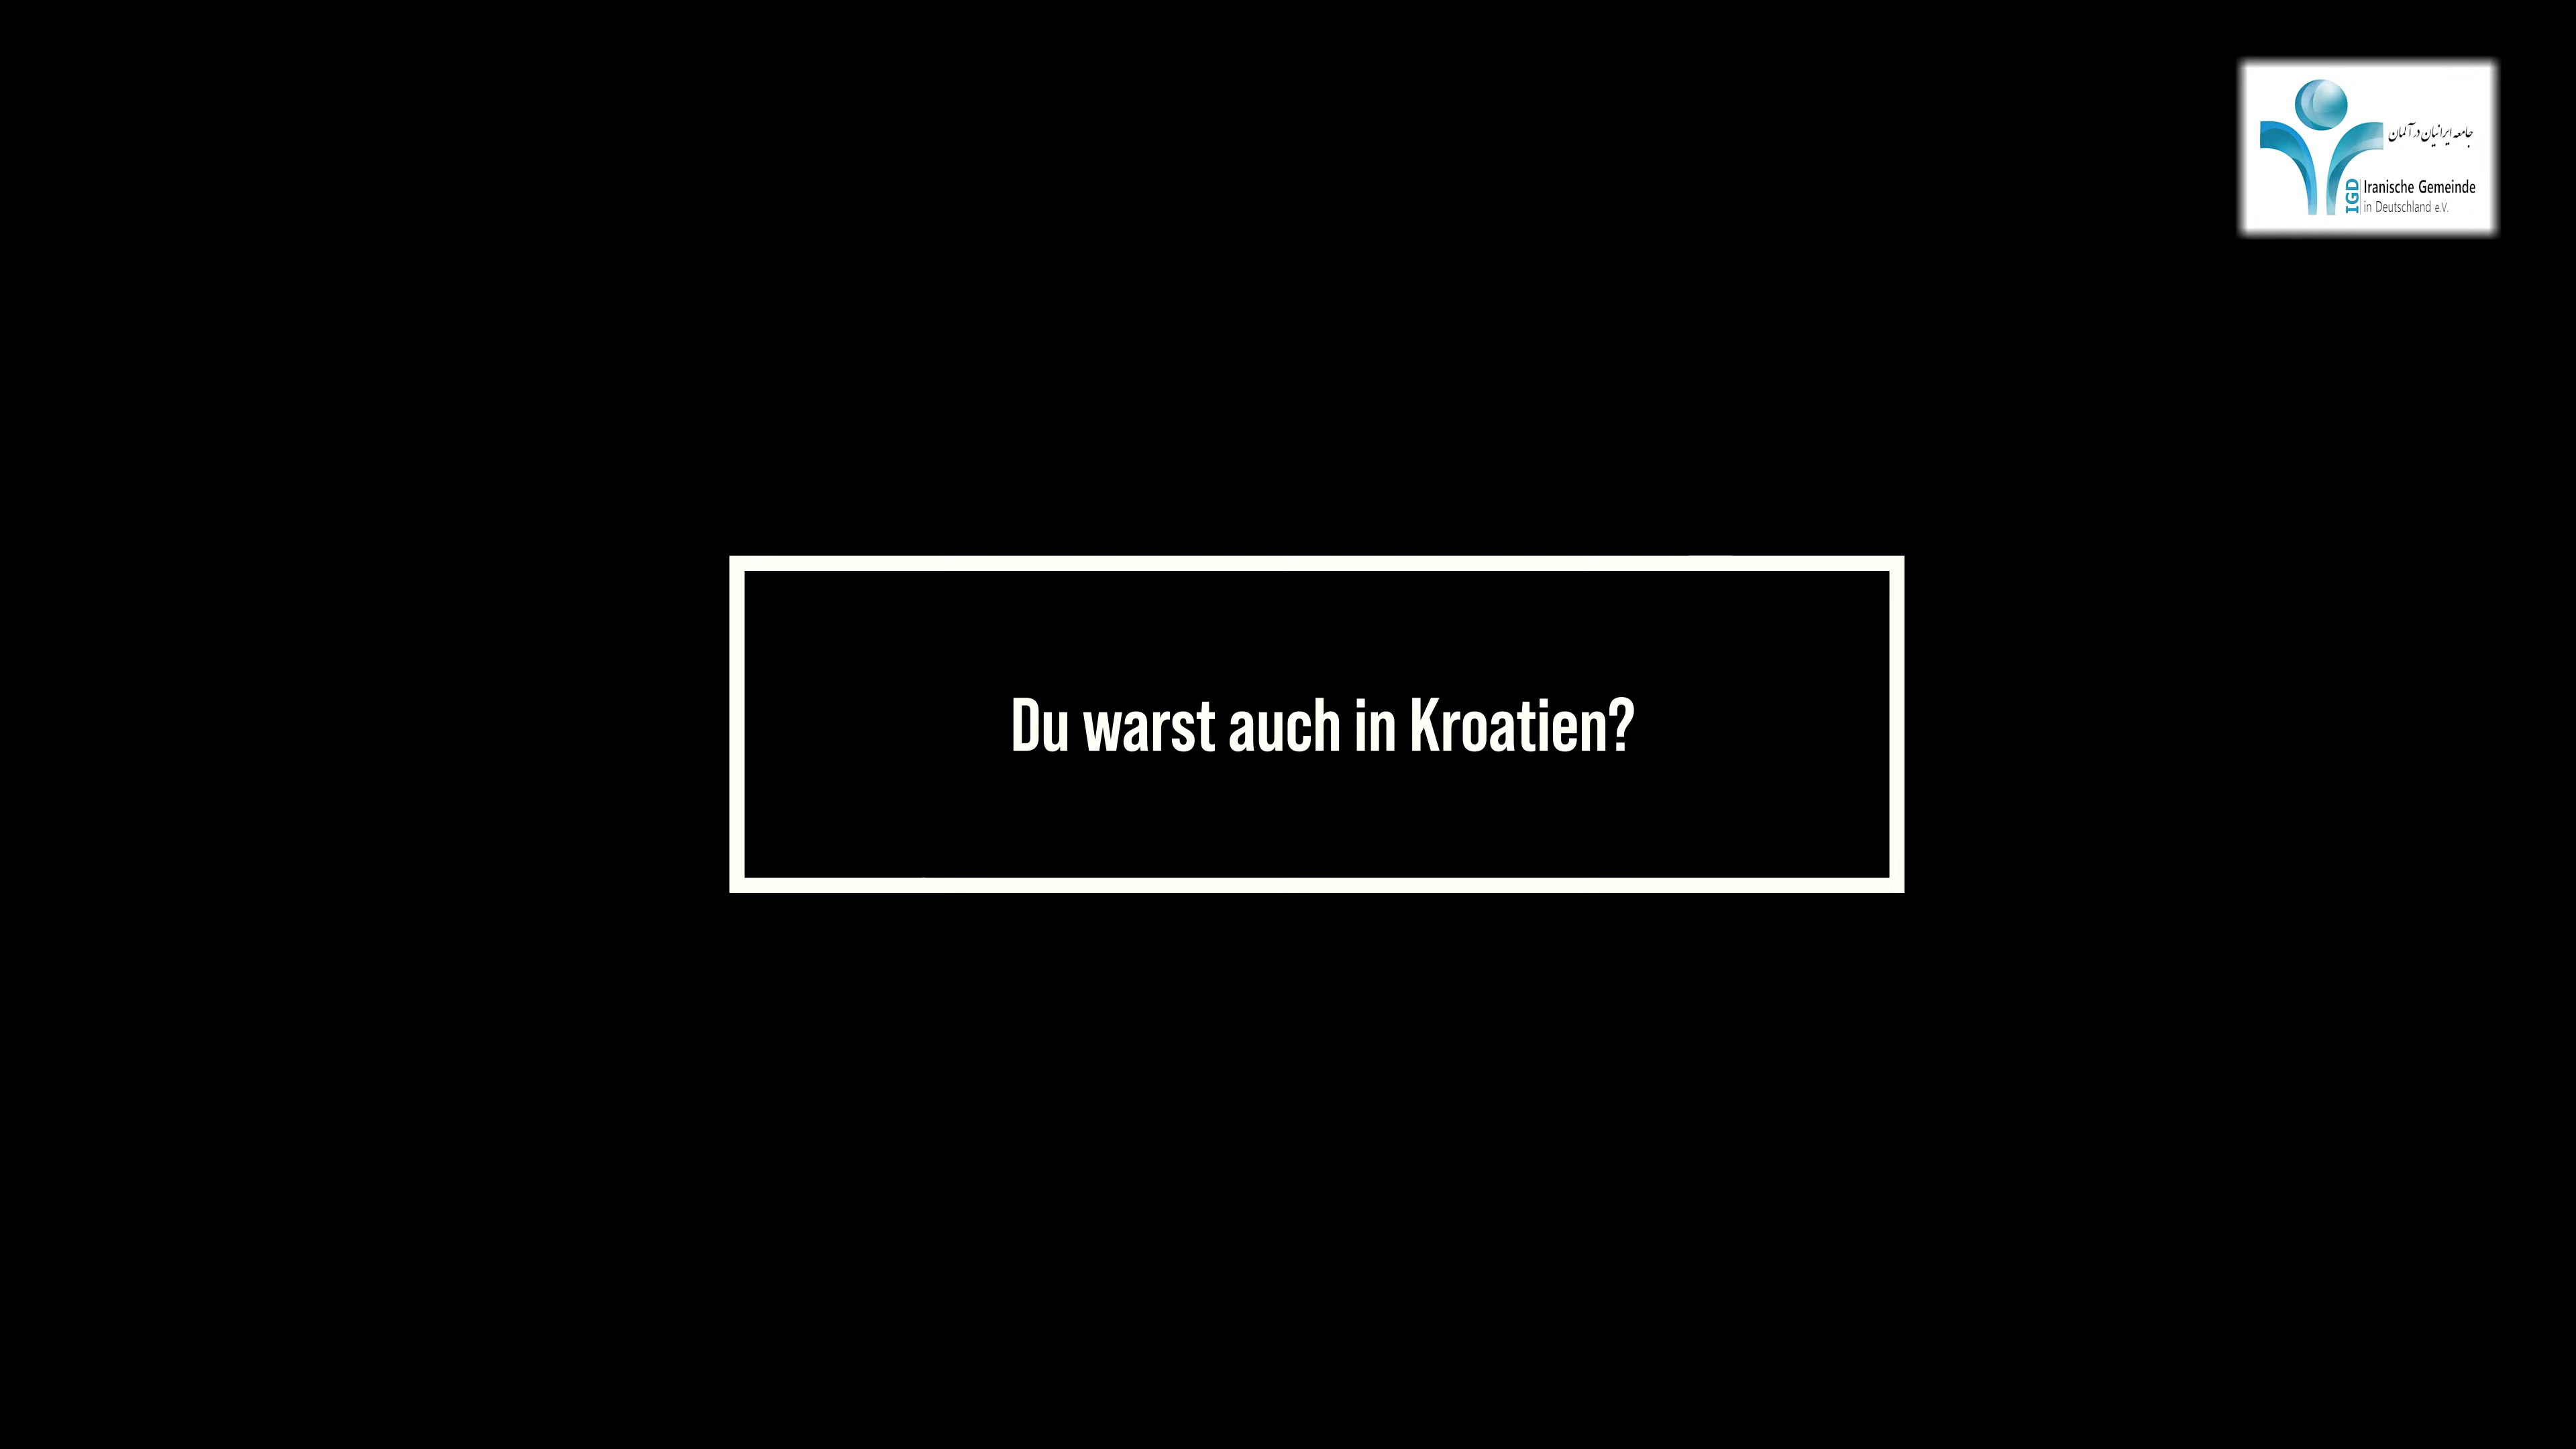 جامعه ایرانیان در آلمان
IGD
Iranische Gemeinde
in Deutschland e.V.
Du warst auch in Kroatien?